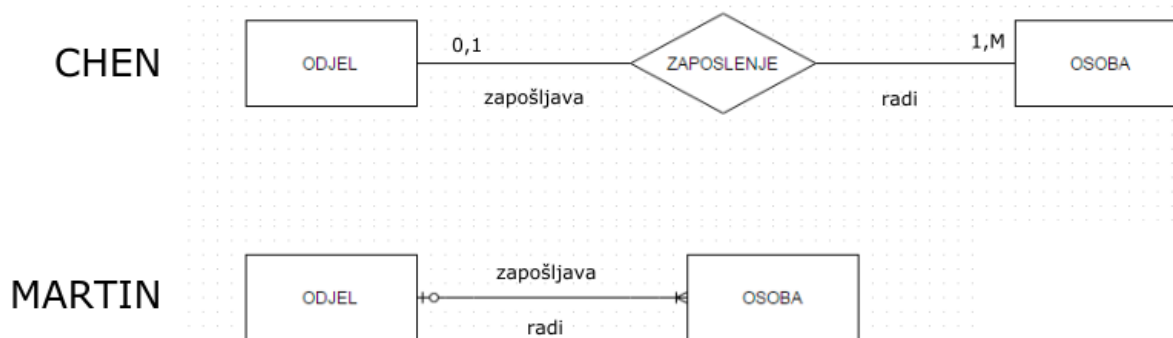 CHEN
ODJEL
0,1
zapošljava
ZAPOSLENJE
1,M
radi
OSOBA
MARTIN
ODJEL
zapošljava
radi
OSOBA